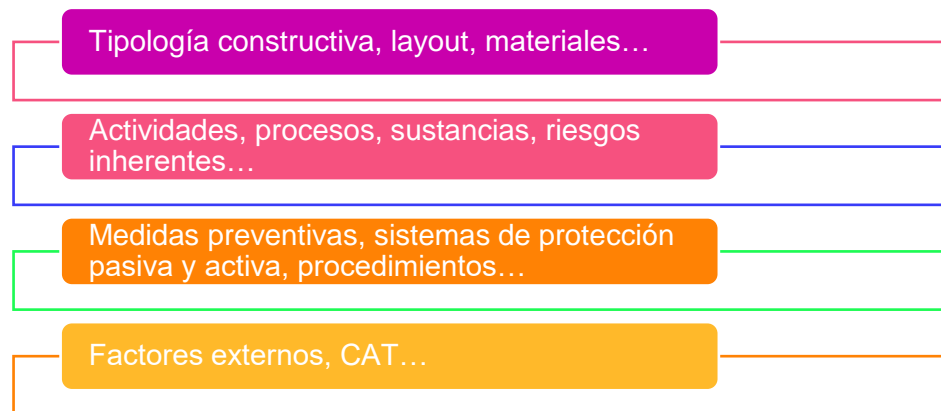 Tipología constructiva, layout, materiales…
Actividades, procesos, sustancias, riesgos
inherentes…
Medidas preventivas, sistemas de protección
pasiva y activa, procedimientos…
Factores externos, CAT…